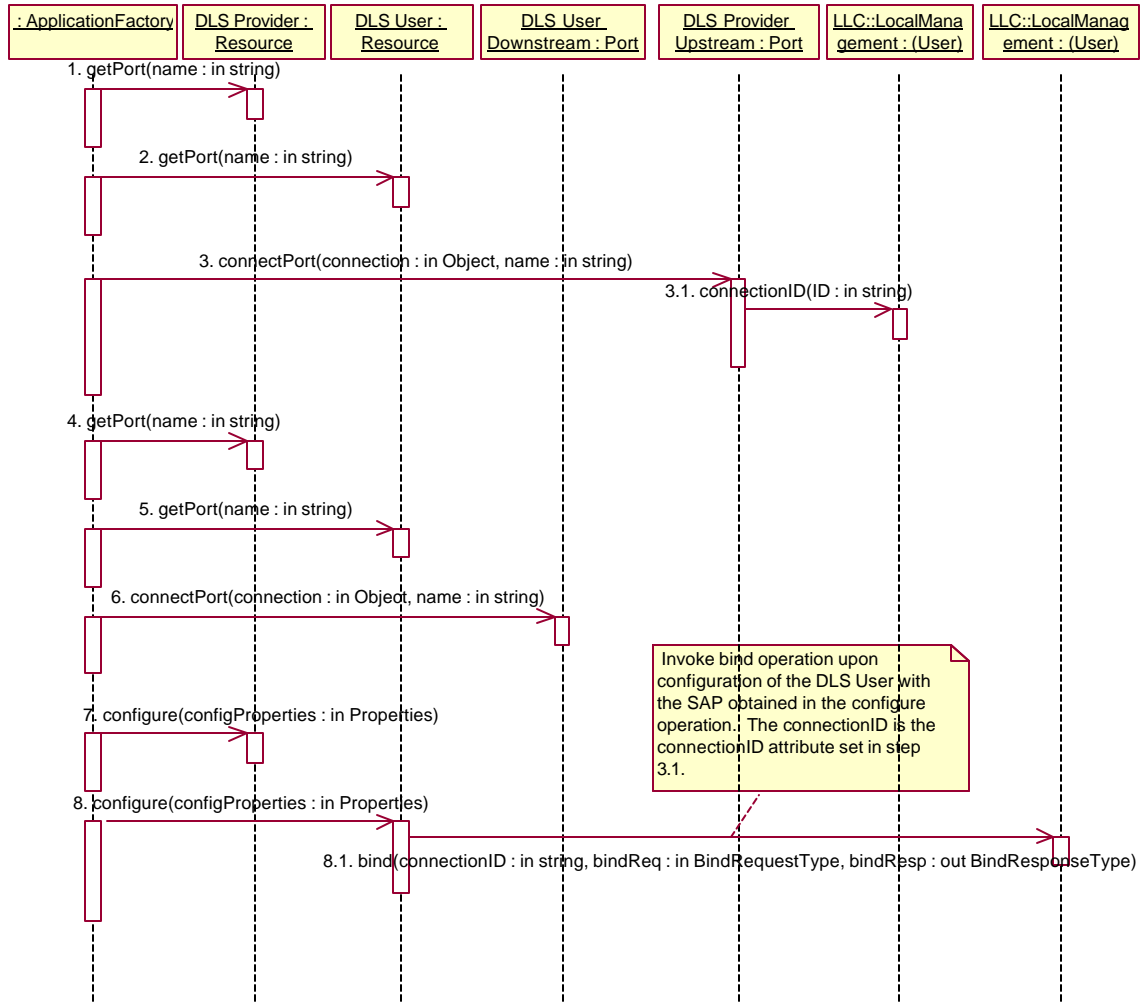 : ApplicationFactory
DLS Provider :
Resource
DLS User :
Resource
DLS User
Downstream : Port
DLS Provider
Upstream : Port
LLC::LocalMana
gement : (User)
LLC::LocalManag
ement : (User)
1. getPort(name : in string)
2. getPort(name : in string)
3. connectPort(connection : in Object, name : in string)
3.1. connectionID(ID : in string)
4. getPort(name : in string)
5. getPort(name : in string)
6. connectPort(connection : in Object, name : in string)
Invoke bind operation upon
configuration of the DLS User with
the SAP obtained in the configure
operation. The connectionID is the
connectionID attribute set in step
3.1.
7. configure(configProperties : in Properties)
8. configure(configProperties : in Properties)
8.1. bind(connectionID : in string, bindReq : in BindRequestType, bindResp : out BindResponseType)